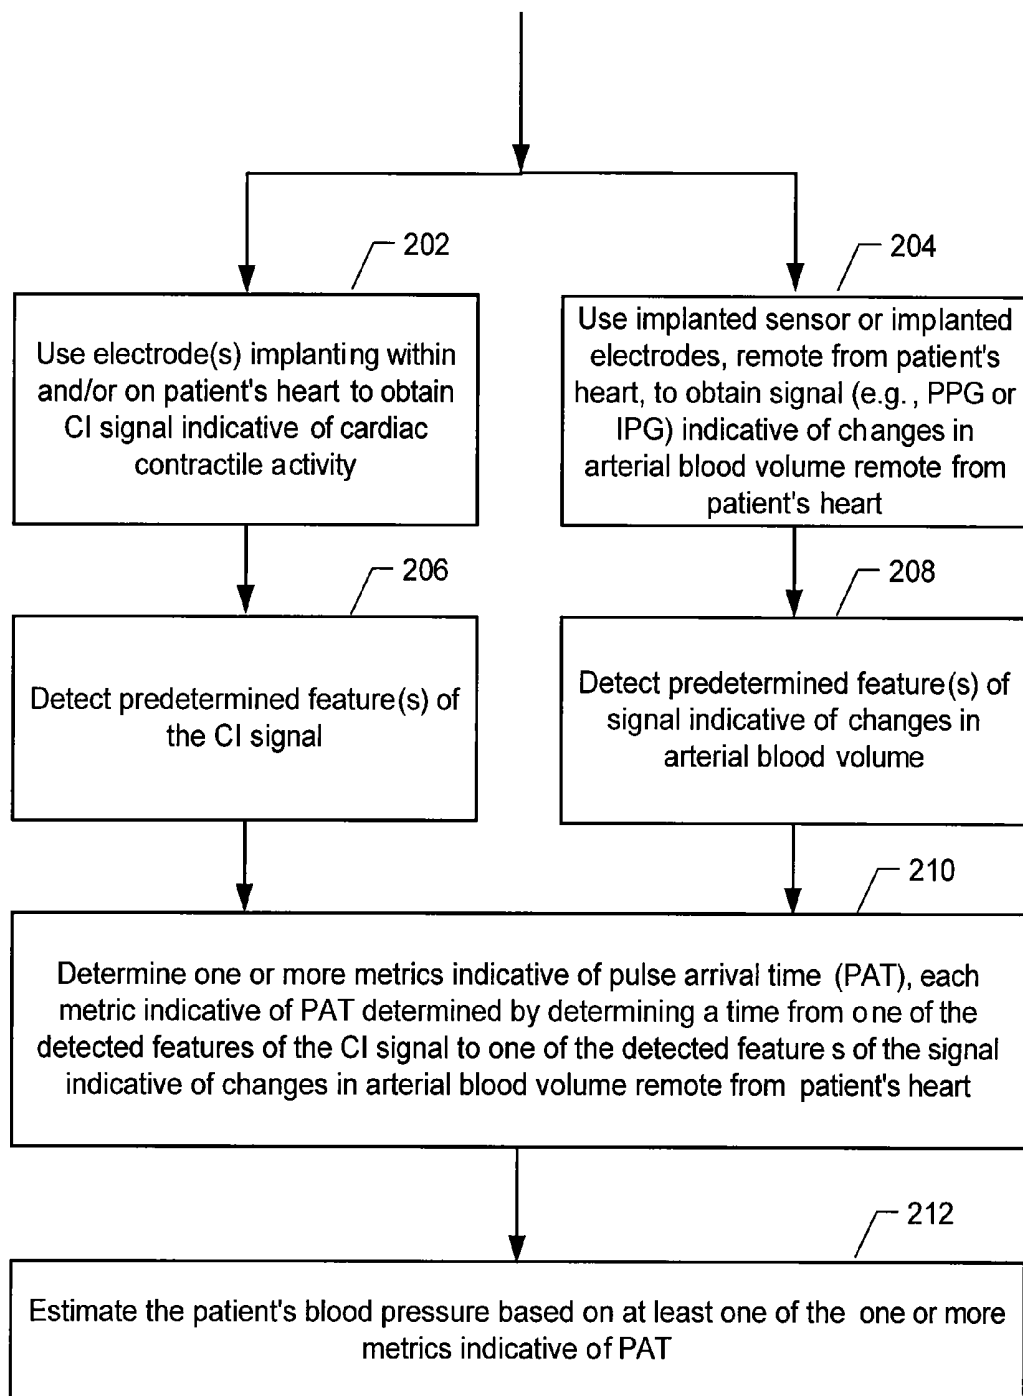 202
Use electrode(s) implanting within
and/or on patient's heart to obtain
CI signal indicative of cardiac
contractile activity
204
Use implanted sensor or implanted
electrodes, remote from patient's
heart, to obtain signal (e.g., PPG or
IPG) indicative of changes in
arterial blood volume remote from
patient's heart
206
Detect predetermined feature(s) of
the CI signal
208
Detect predetermined feature(s) of
signal indicative of changes in
arterial blood volume
210
Determine one or more metrics indicative of pulse arrival time (PAT), each
metric indicative of PAT determined by determining a time from one of the
detected features of the CI signal to one of the detected feature s of the signal
indicative of changes in arterial blood volume remote from patient's heart
212
Estimate the patient's blood pressure based on at least one of the one or more
metrics indicative of PAT